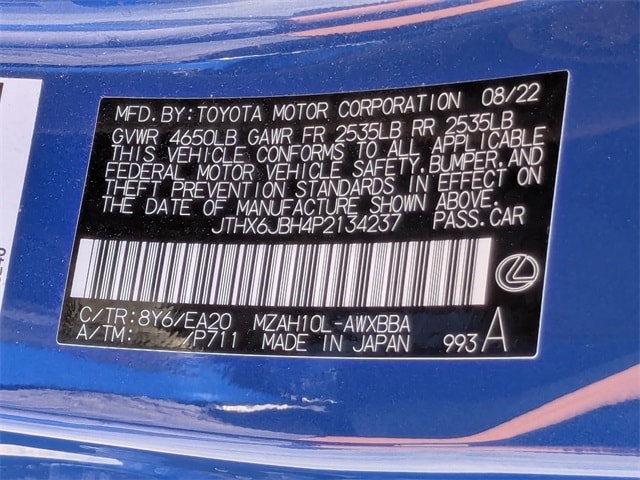 MFD. BY: TOYOTA MOTOR CORPORATION 08/22
GVWR 4650LB GAWR FR 2535LB RR 2535LB
THIS VEHICLE CONFORMS TO ALL APPLICABLE
FEDERAL MOTOR VEHICLE SAFETY, BUMPER, AND
THEFT PREVENTION STANDARDS IN EFFECT ON
THE DATE OF MANUFACTURE SHOWN ABOVE.
JTHX6JBH4P2134237 PASS.CAR
C/TR: 8Y6/EA20 MZAH10L-AWXBBA
A/TM: /P711 MADE IN JAPAN 993 A